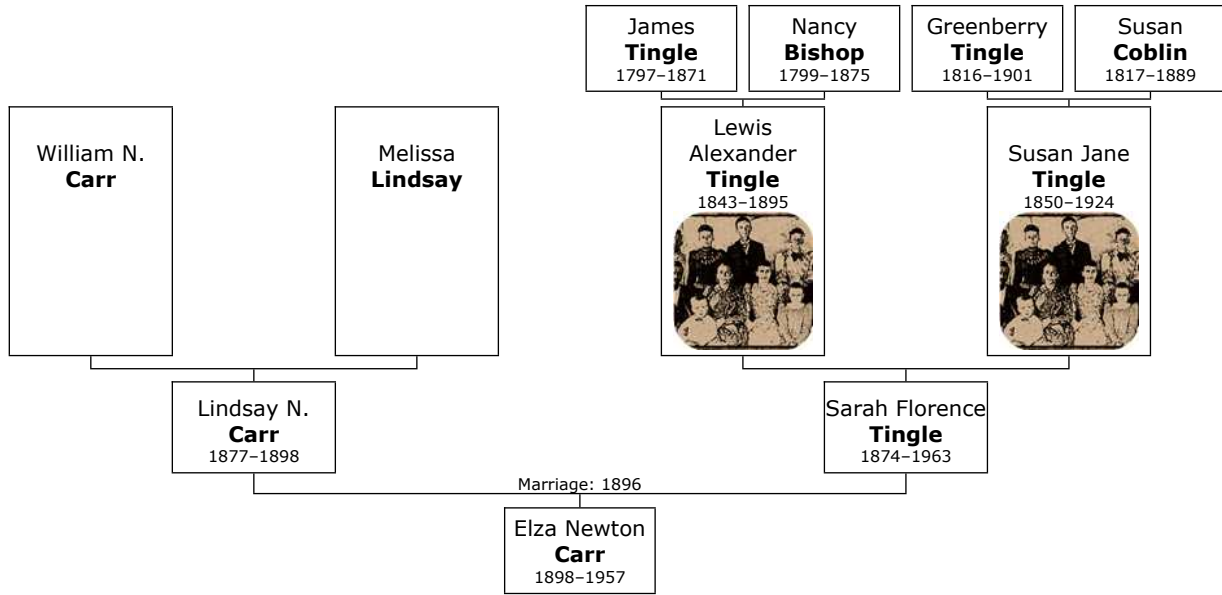 James
Tingle
1797–1871
Nancy
Bishop
1799–1875
Greenberry
Tingle
1816–1901
Susan
Coblin
1817–1889
William N.
Carr
Melissa
Lindsay
Lewis
Alexander
Tingle
1843–1895
Susan Jane
Tingle
1850–1924
Lindsay N.
Carr
1877–1898
Sarah Florence
Tingle
1874–1963
Marriage: 1896
Elza Newton
Carr
1898–1957